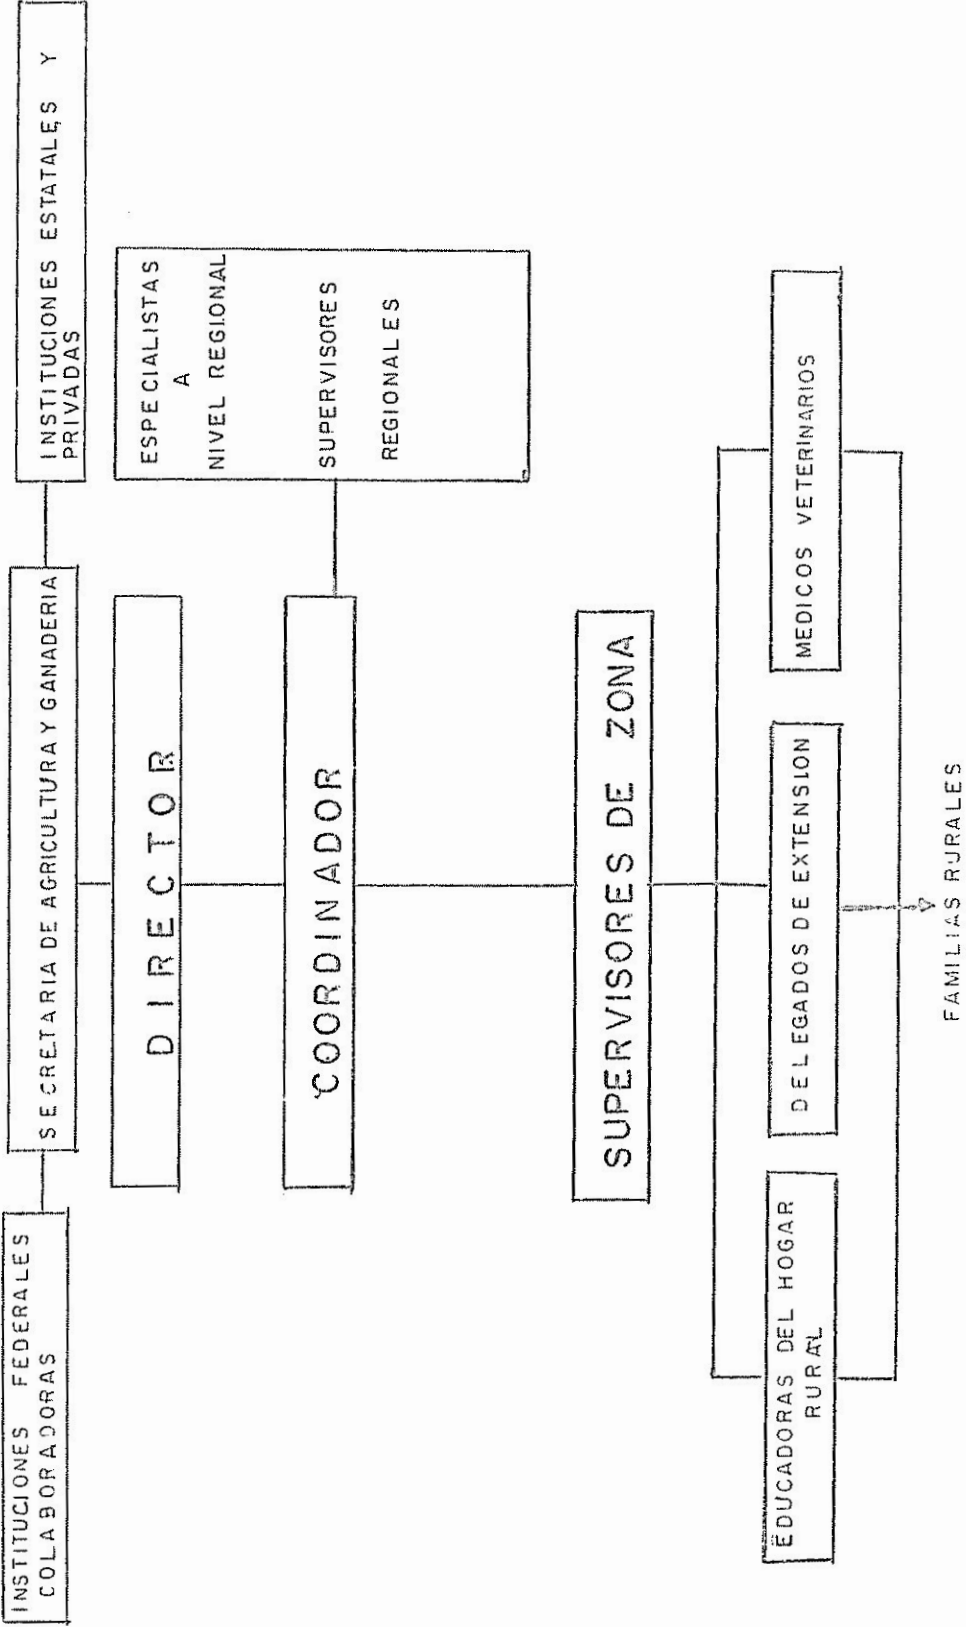 INSTITUCIONES FEDERALES
COLABORADORAS
SECRETARIA DE AGRICULTURA Y GANADERIA
INSTITUCIONES ESTATALES Y
PRIVADAS
DIRECTOR
ESPECIALISTAS
A
NIVEL REGIONAL
SUPERVISORES
REGIONALES
COORDINADOR
SUPERVISORES DE ZONA
EDUCADORAS DEL HOGAR
RURAL
DELEGADOS DE EXTENSION
MEDICOS VETERINARIOS
FAMILIAS RURALES